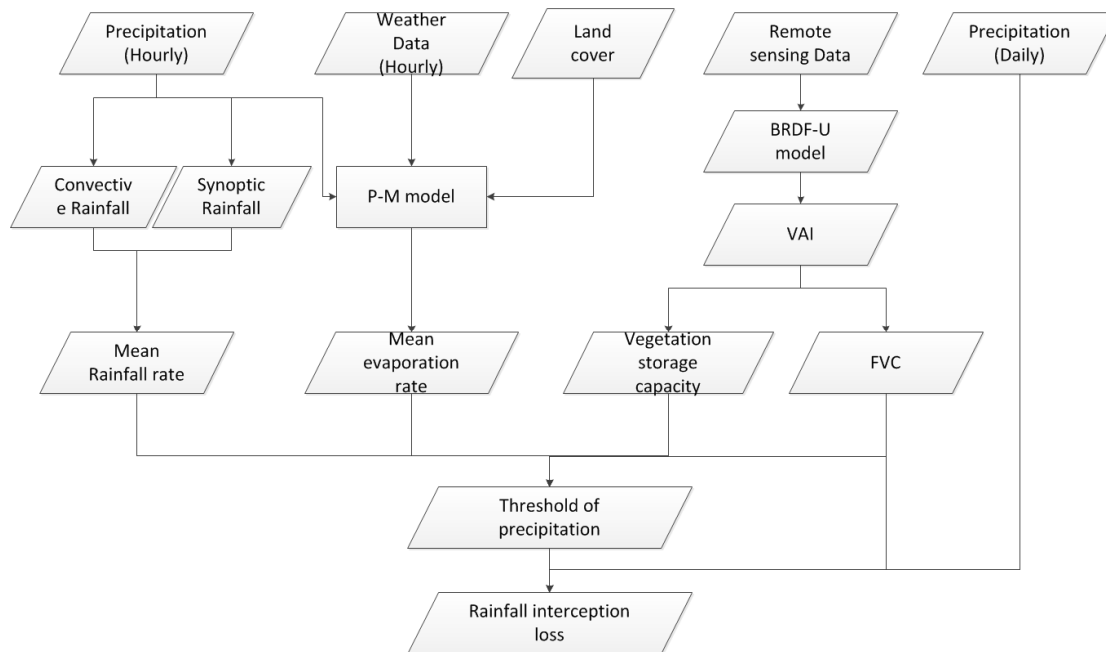 Precipitation
(Hourly)
Weather
Data
(Hourly)
Land
cover
Remote
sensing Data
Precipitation
(Daily)
BRDF-U
model
Convectiv
e Rainfall
Synoptic
Rainfall
P-M model
VAI
Mean
Rainfall rate
Mean
evaporation
rate
Vegetation
storage
capacity
FVC
Threshold of
precipitation
Rainfall interception
loss